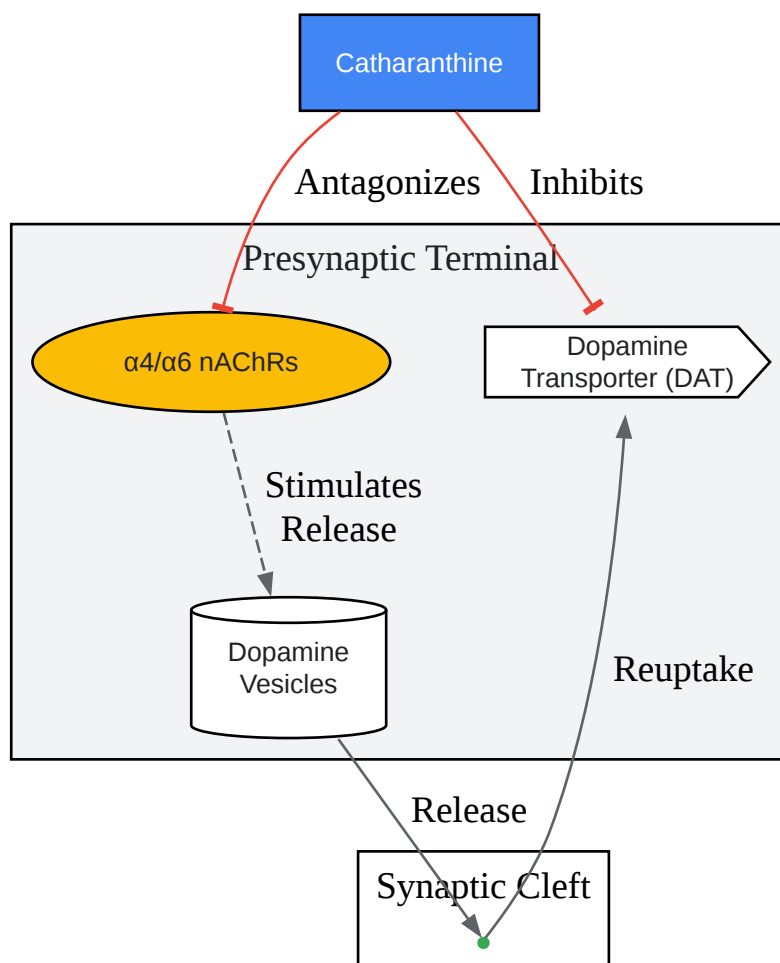 Catharanthine
Antagonizes
Inhibits
Presynaptic Terminal
α4/α6 nAChRs
Dopamine
Transporter (DAT)
Stimulates
Release
Dopamine
Vesicles
Reuptake
Release
Synaptic Cleft